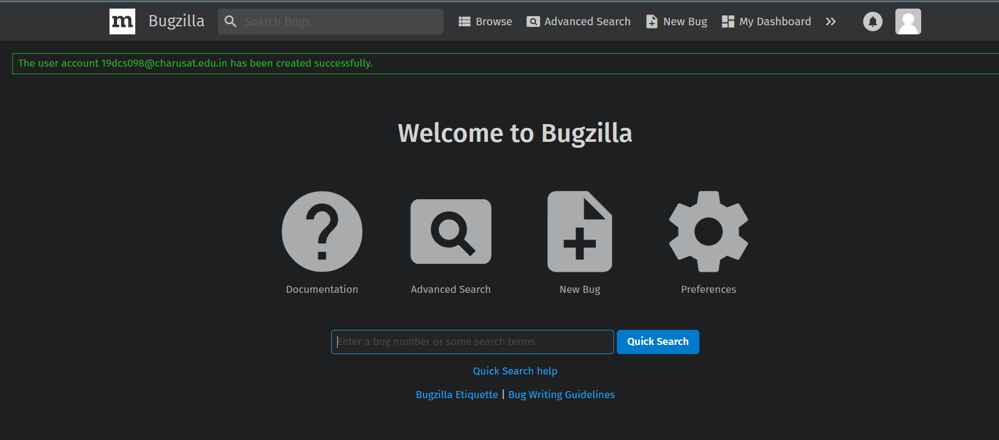 m Bugzilla Search Bugs Browse Advanced Search New Bug My Dashboard
The user account 19dcs098@charusat.edu.in has been created successfully.
Welcome to Bugzilla
Documentation Advanced Search New Bug Preferences
Enter a bug number or some search terms Quick Search
Quick Search help
Bugzilla Etiquette | Bug Writing Guidelines